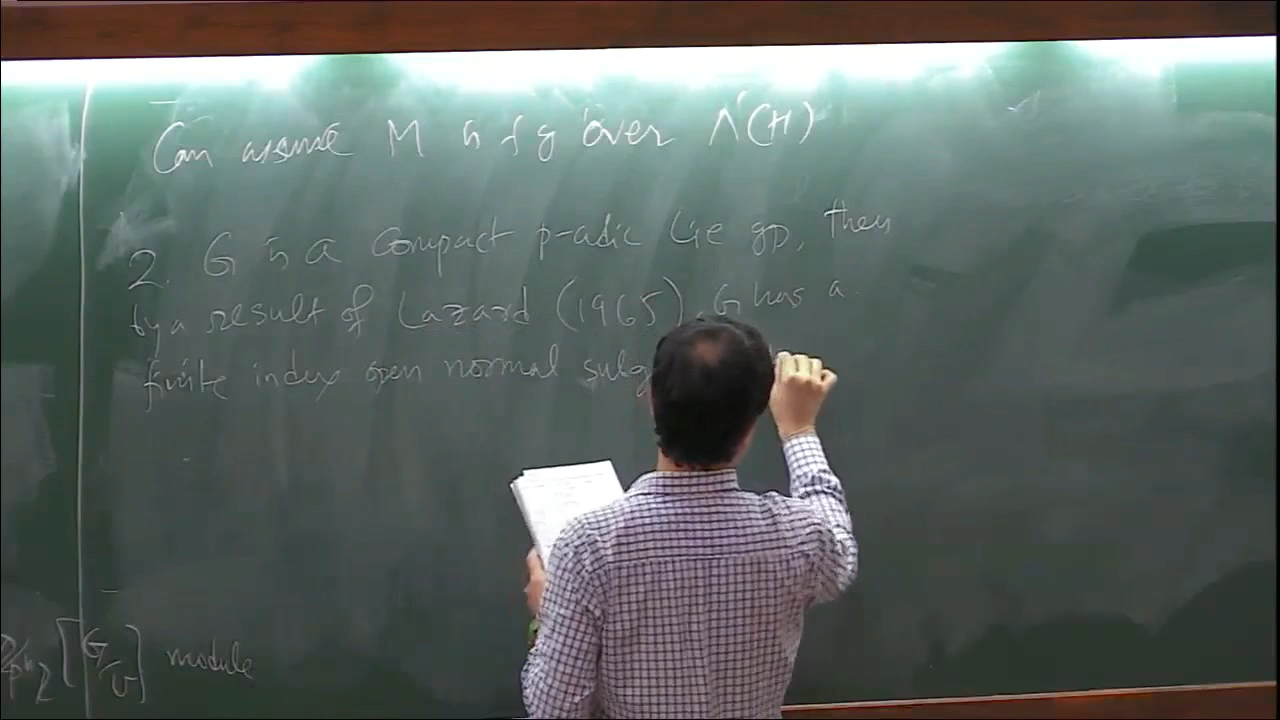 Can assume M is f g over Λ(H)
2. G is a compact p-adic Lie gp, then
by a result of Lazard (1965), G has a
finite index open normal subg
[G/U] module